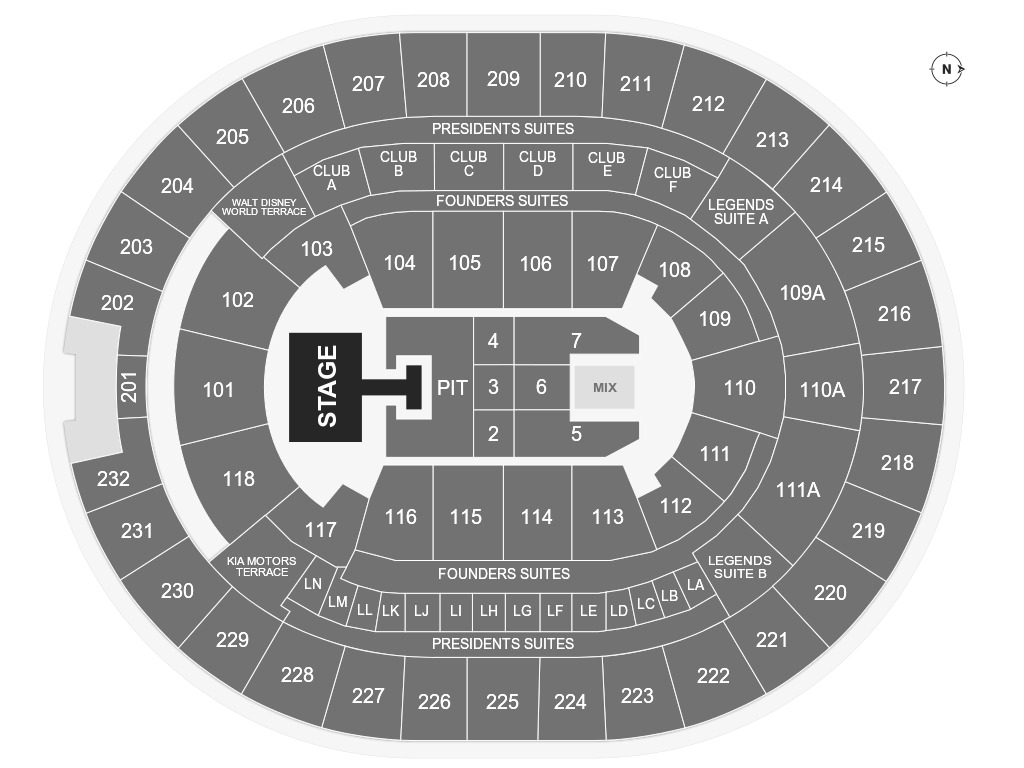 207
208
209
210
211
206
212
205
213
204
214
203
215
202
216
201
217
232
218
231
219
230
220
229
221
228
222
227
226
225
224
223
N
PRESIDENTS SUITES
CLUB
A
CLUB
B
CLUB
C
CLUB
D
CLUB
E
CLUB
F
WALT DISNEY
WORLD TERRACE
FOUNDERS SUITES
LEGENDS
SUITE A
103
104
105
106
107
108
102
109
109A
101
STAGE
PIT
4
7
3
6
MIX
2
5
110
110A
118
111
111A
117
116
115
114
113
112
KIA MOTORS
TERRACE
FOUNDERS SUITES
LEGENDS
SUITE B
LN
LM
LL
LK
LJ
LI
LH
LG
LF
LE
LD
LC
LB
LA
PRESIDENTS SUITES